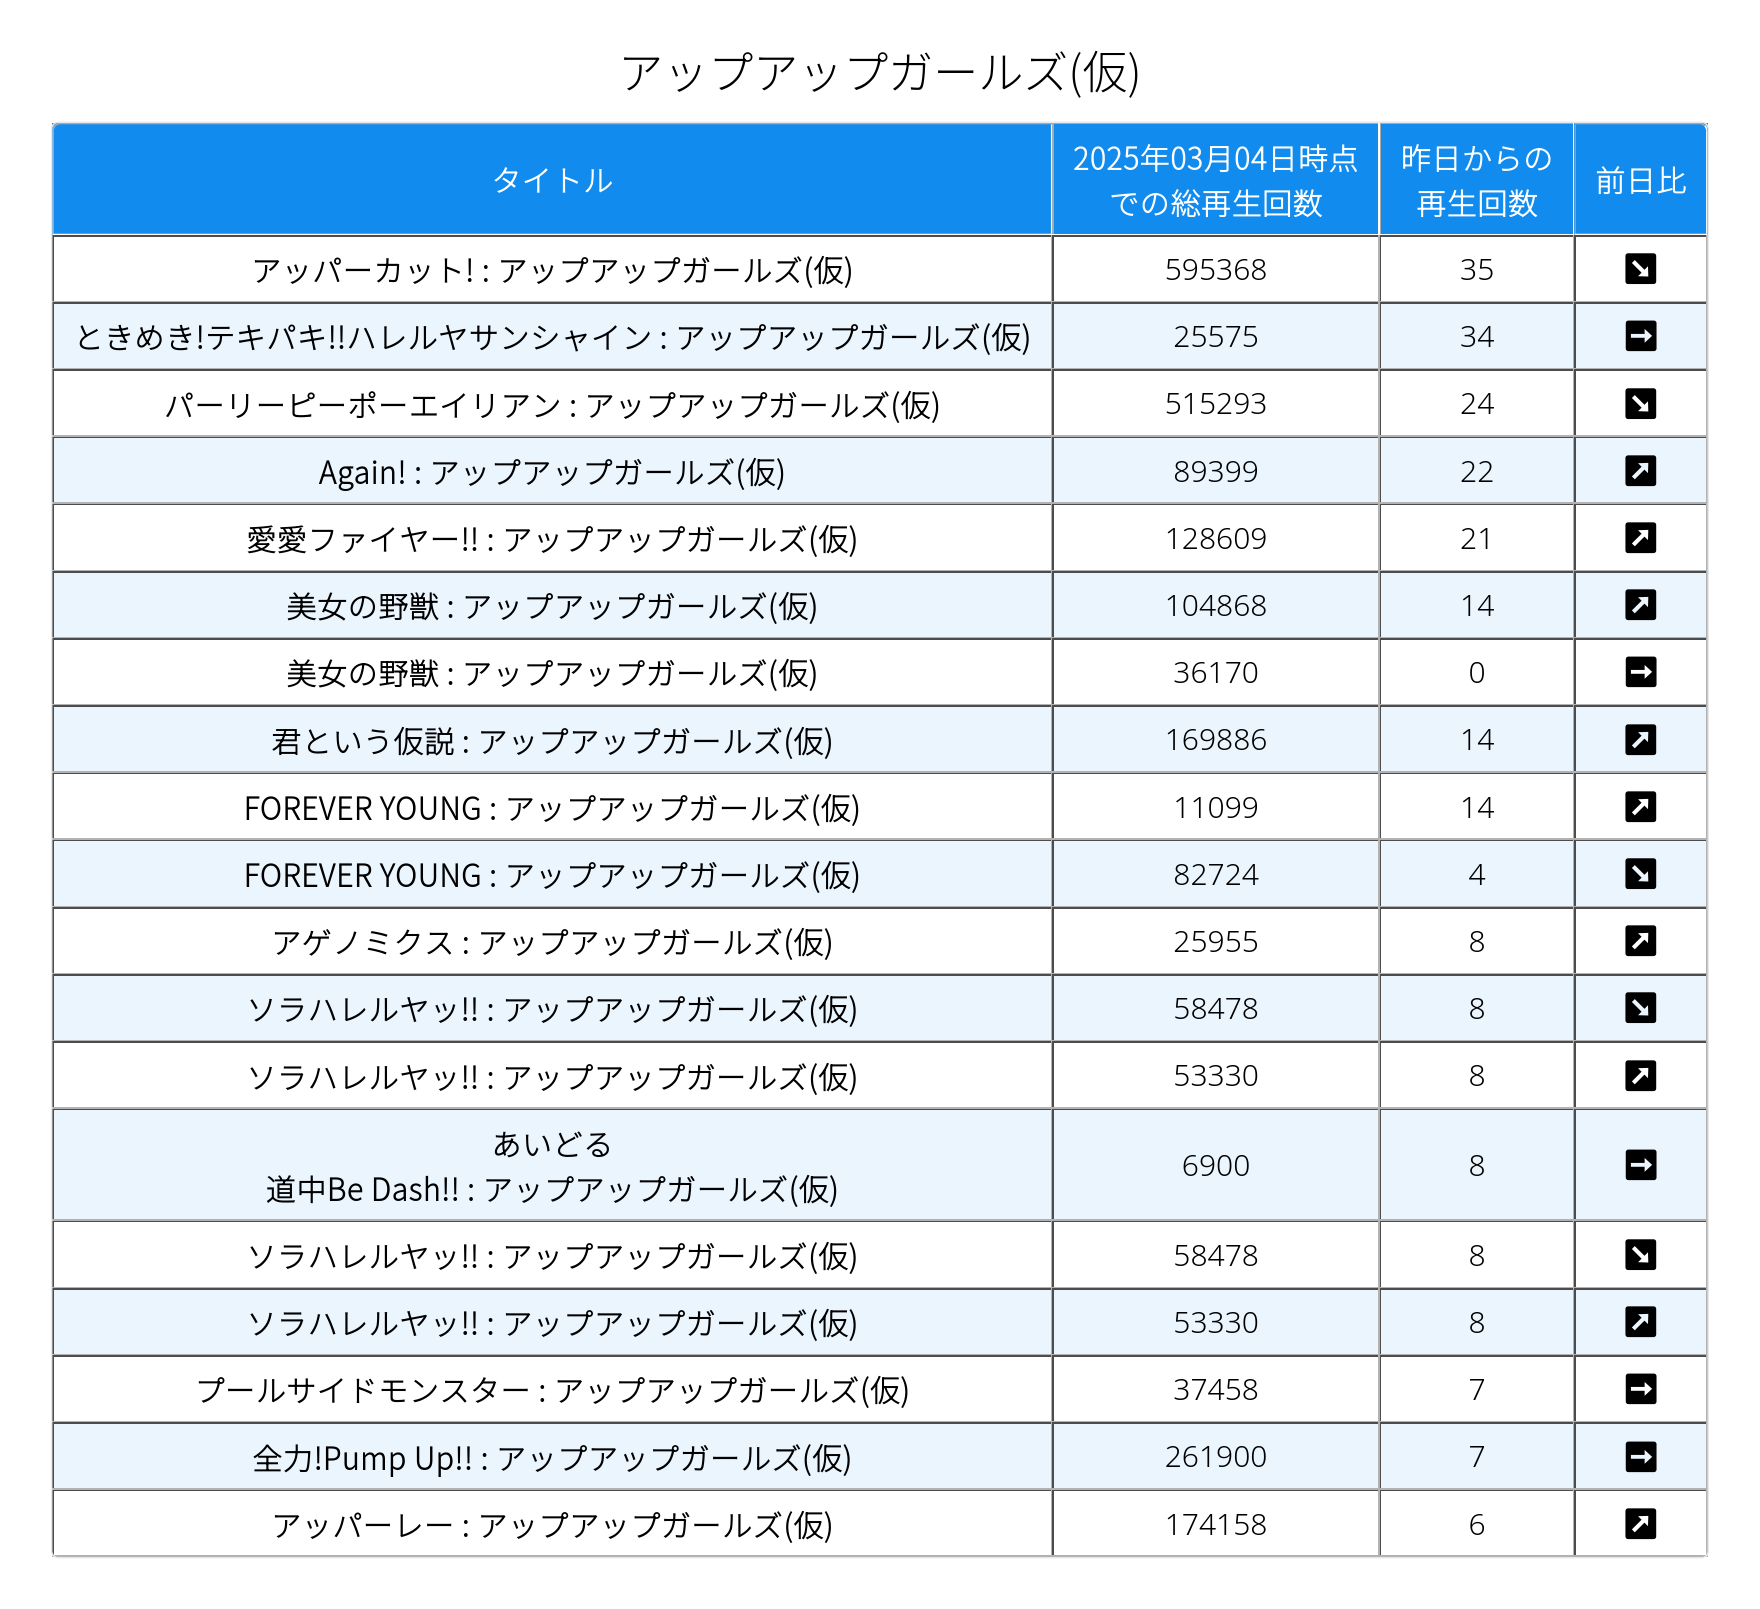 アップアップガールズ(仮)
タイトル
2025年03月04日時点
での総再生回数
昨日からの
再生回数
前日比
アッパーカット! : アップアップガールズ(仮) 595368 35
ときめき!テキパキ!!ハレルヤサンシャイン : アップアップガールズ(仮) 25575 34
パーリーピーポーエイリアン : アップアップガールズ(仮) 515293 24
Again! : アップアップガールズ(仮) 89399 22
愛愛ファイヤー!! : アップアップガールズ(仮) 128609 21
美女の野獣 : アップアップガールズ(仮) 104868 14
美女の野獣 : アップアップガールズ(仮) 36170 0
君という仮説 : アップアップガールズ(仮) 169886 14
FOREVER YOUNG : アップアップガールズ(仮) 11099 14
FOREVER YOUNG : アップアップガールズ(仮) 82724 4
アゲノミクス : アップアップガールズ(仮) 25955 8
ソラハレルヤッ!! : アップアップガールズ(仮) 58478 8
ソラハレルヤッ!! : アップアップガールズ(仮) 53330 8
あいどる
道中Be Dash!! : アップアップガールズ(仮) 6900 8
ソラハレルヤッ!! : アップアップガールズ(仮) 58478 8
ソラハレルヤッ!! : アップアップガールズ(仮) 53330 8
プールサイドモンスター : アップアップガールズ(仮) 37458 7
全力!Pump Up!! : アップアップガールズ(仮) 261900 7
アッパーレー : アップアップガールズ(仮) 174158 6